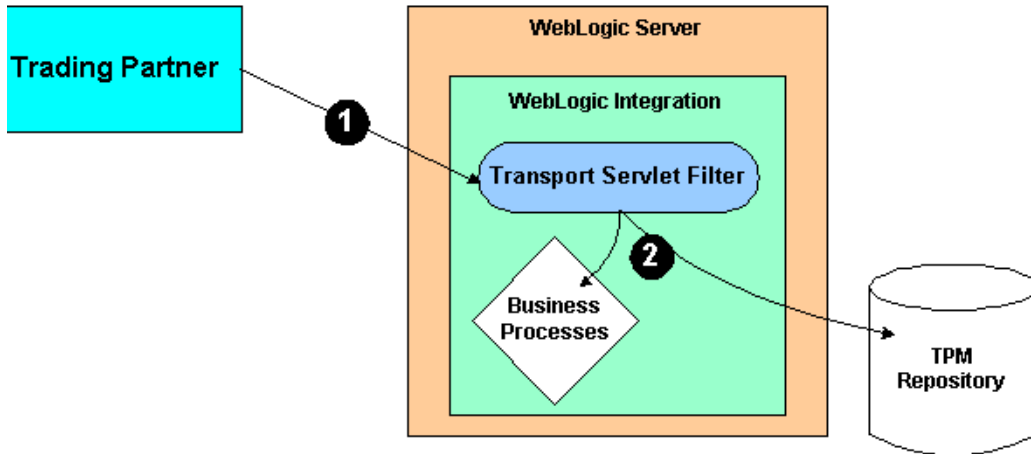 WebLogic Server
Trading Partner
WebLogic Integration
1
Transport Servlet Filter
2
Business
Processes
TPM
Repository